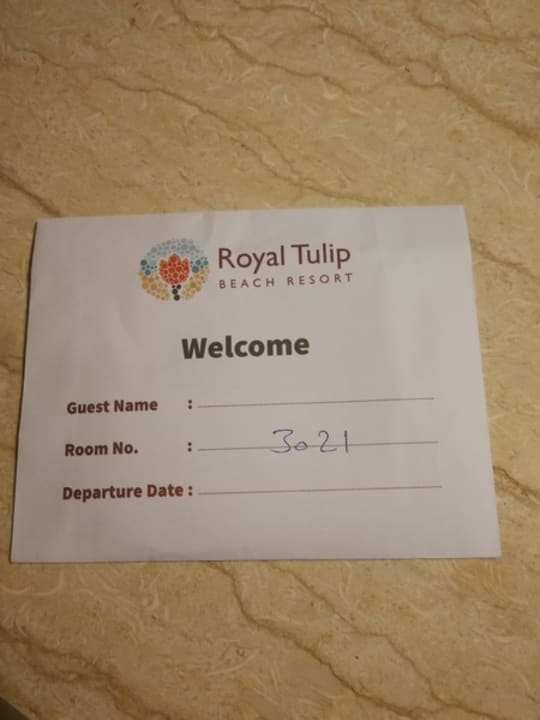 Royal Tulip
BEACH RESORT
Welcome
Guest Name :
Room No. : 3021
Departure Date :